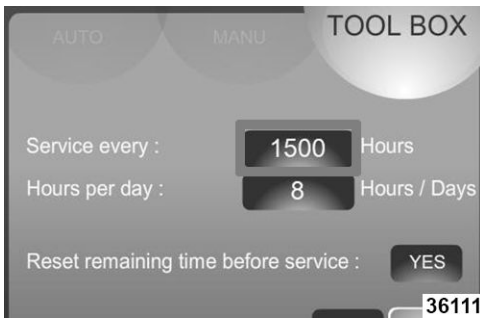 AUTO MANU TOOL BOX
Service every : 1500 Hours
Hours per day : 8 Hours / Days
Reset remaining time before service : YES
36111